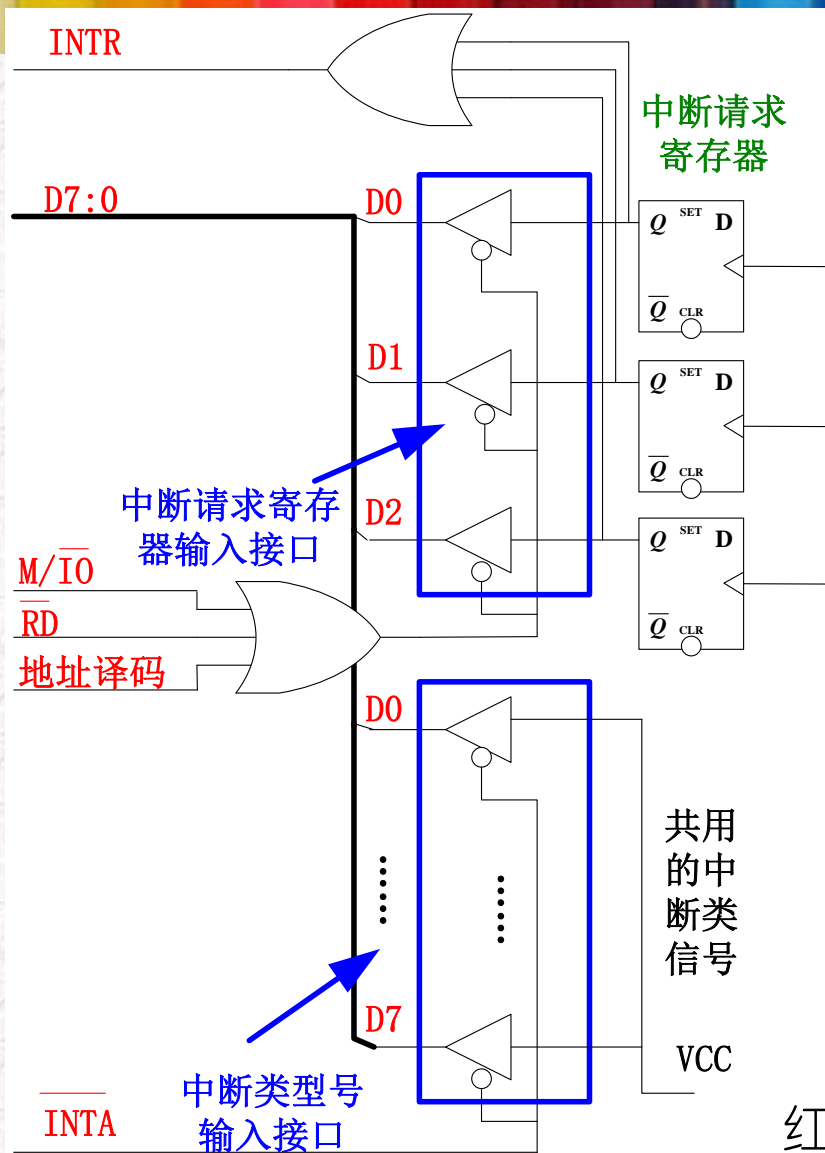 INTR
中断请求
寄存器
D7:0
D0
Q SET D
Q CLR
D1
Q SET D
Q CLR
中断请求寄存
器输入接口
D2
Q SET D
Q CLR
M/IO
RD
地址译码
D0
共用
的中
断类
信号
D7
VCC
中断类型号
输入接口
INTA
红